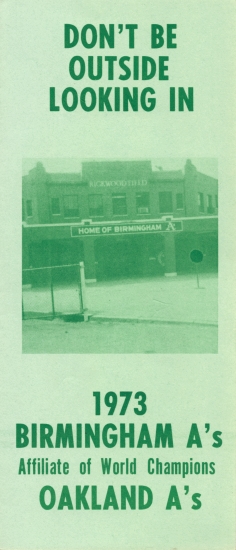 DON'T BE
OUTSIDE
LOOKING IN
RICKWOOD FIELD
HOME OF BIRMINGHAM A's
1973
BIRMINGHAM A's
Affiliate of World Champions
OAKLAND A's